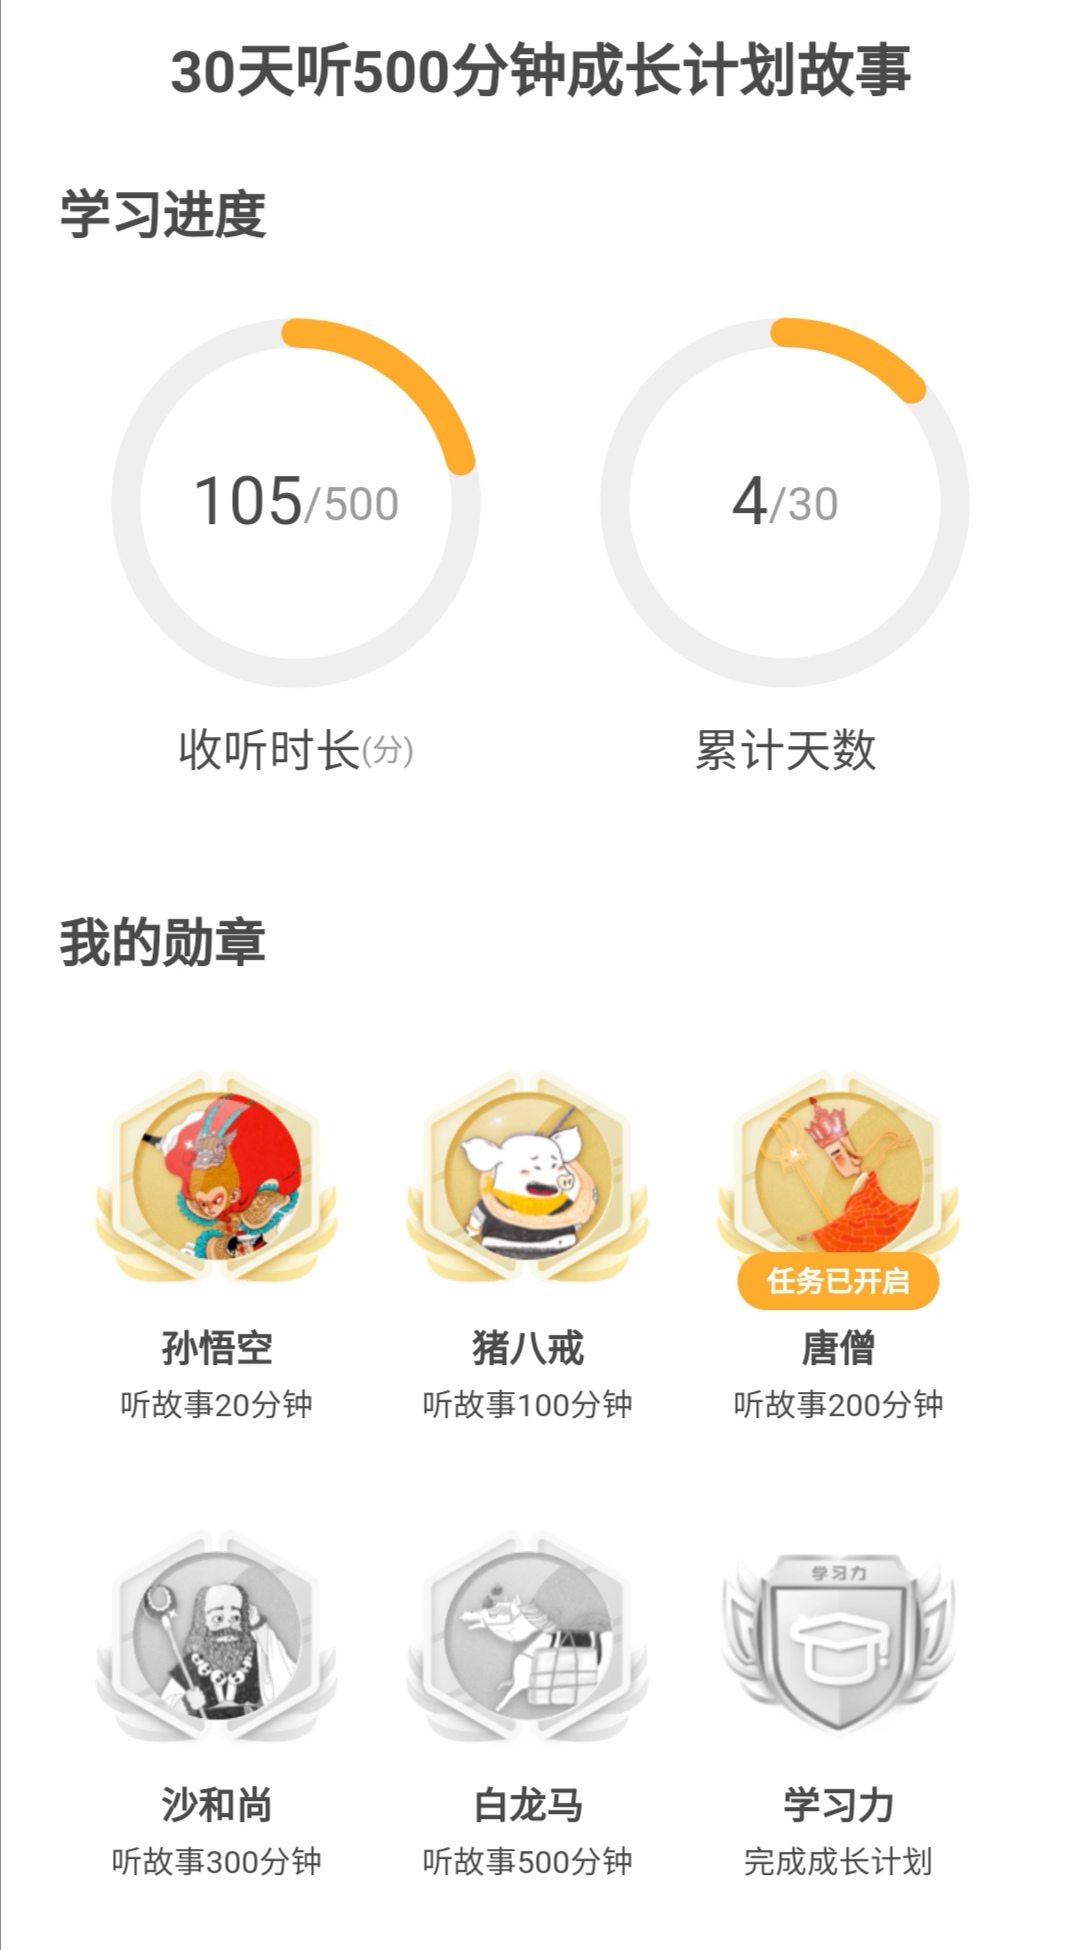 30天听500分钟成长计划故事
学习进度
105/500
4/30
收听时长(分)
累计天数
我的勋章
任务已开启
孙悟空
猪八戒
唐僧
听故事20分钟
听故事100分钟
听故事200分钟
学习力
沙和尚
白龙马
学习力
听故事300分钟
听故事500分钟
完成成长计划